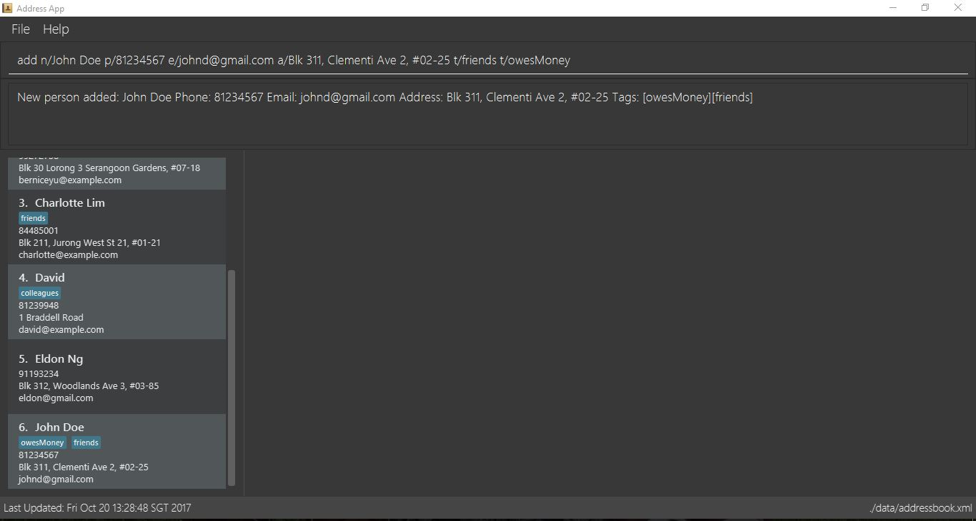 Address App
File Help
add n/John Doe p/81234567 e/johnd@gmail.com a/Blk 311, Clementi Ave 2, #02-25 t/friends t/owesMoney
New person added: John Doe Phone: 81234567 Email: johnd@gmail.com Address: Blk 311, Clementi Ave 2, #02-25 Tags: [owesMoney][friends]
Blk 30 Lorong 3 Serangoon Gardens, #07-18
berniceyu@example.com
3. Charlotte Lim
friends
84485001
Blk 211, Jurong West St 21, #01-21
charlotte@example.com
4. David
colleagues
81239948
1 Braddell Road
david@example.com
5. Eldon Ng
91193234
Blk 312, Woodlands Ave 3, #03-85
eldon@gmail.com
6. John Doe
owesMoney friends
81234567
Blk 311, Clementi Ave 2, #02-25
johnd@gmail.com
Last Updated: Fri Oct 20 13:28:48 SGT 2017
./data/addressbook.xml